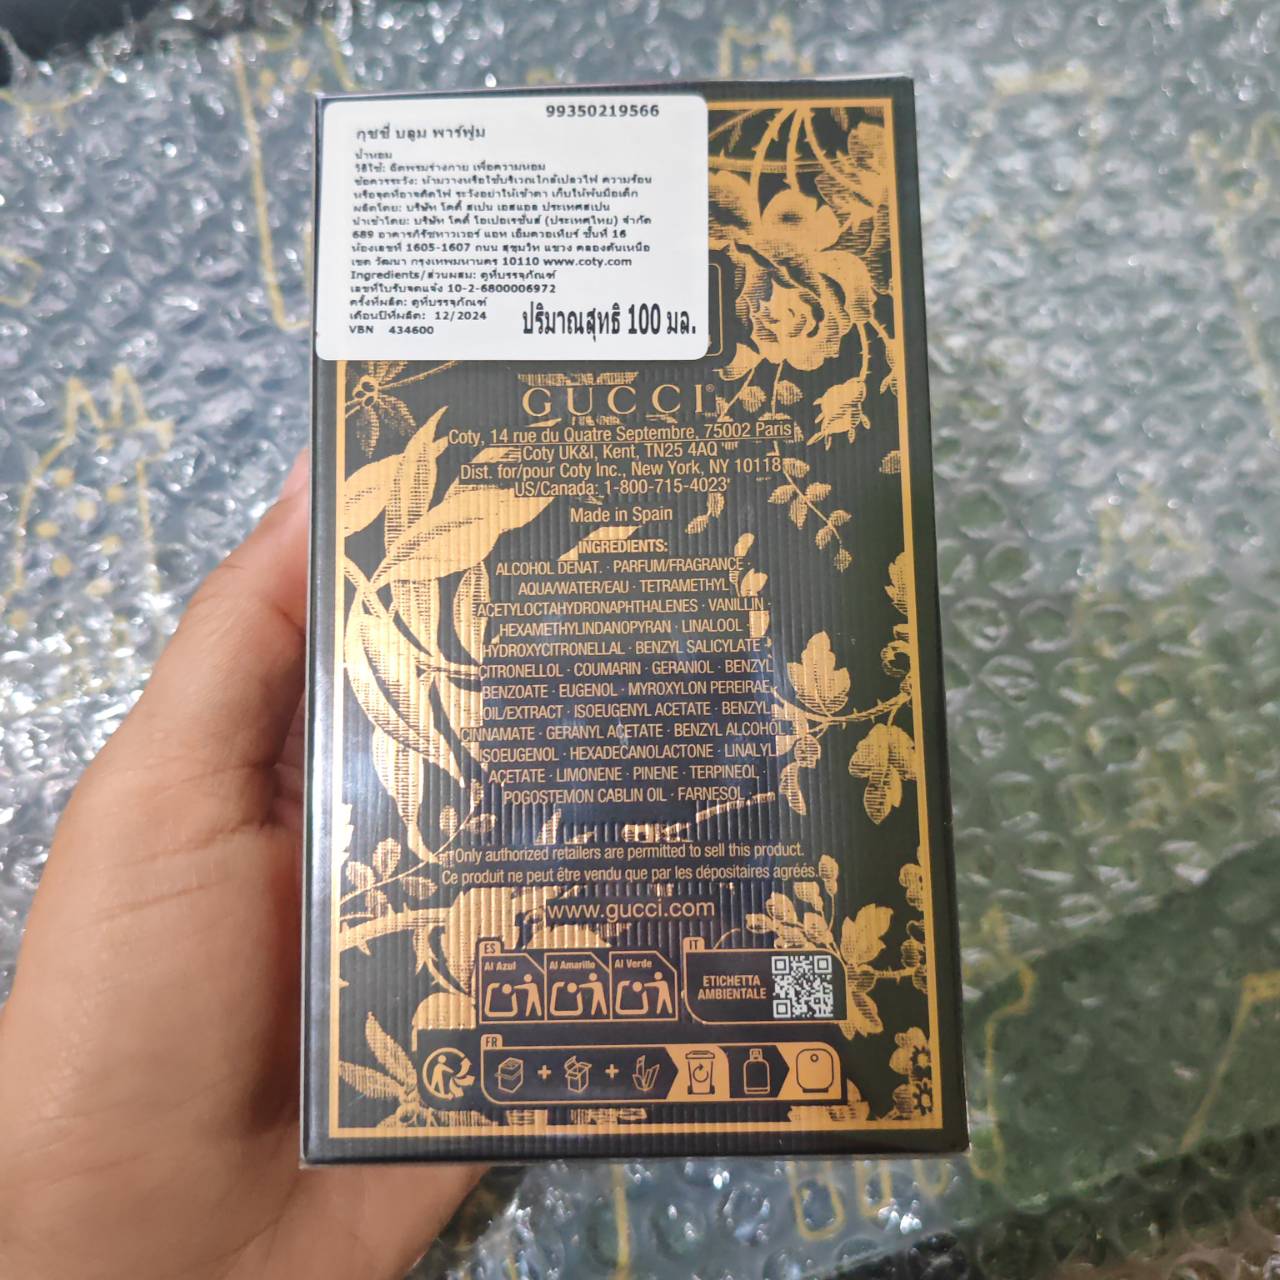 99350219566
กุชชี่ บลูม พาร์ฟูม
น้ำหอม
วิธีใช้: ฉีดพรมร่างกาย เพื่อความหอม
ข้อควรระวัง: ห้ามวางหรือใช้บริเวณใกล้เปลวไฟ ความร้อน
หรือจุดที่อาจติดไฟ ระวังอย่าให้เข้าตา เก็บให้พ้นมือเด็ก
ผลิตโดย: บริษัท โคตี้ สเปน เอสแอล ประเทศสเปน
นำเข้าโดย: บริษัท โคตี้ โอเปอเรชั่นส์ (ประเทศไทย) จำกัด
689 อาคารภิรัชทาวเวอร์ แอท เอ็มควอเทียร์ ชั้นที่ 16
ห้องเลขที่ 1605-1607 ถนน สุขุมวิท แขวง คลองตันเหนือ
เขต วัฒนา กรุงเทพมหานคร 10110 www.coty.com
Ingredients/ส่วนผสม: ดูที่บรรจุภัณฑ์
เลขที่ใบรับจดแจ้ง 10-2-6800006972
ครั้งที่ผลิต: ดูที่บรรจุภัณฑ์
เดือนปีที่ผลิต: 12/2024
VBN 434600
ปริมาณสุทธิ 100 มล.
GUCCI®
Coty, 14 rue du Quatre Septembre, 75002 Paris
Coty UK&I, Kent, TN25 4AQ
Dist. for/pour Coty Inc., New York, NY 10118
US/Canada: 1-800-715-4023
Made in Spain
INGREDIENTS:
ALCOHOL DENAT. · PARFUM/FRAGRANCE ·
AQUA/WATER/EAU · TETRAMETHYL
ACETYLOCTAHYDRONAPHTHALENES · VANILLIN ·
HEXAMETHYLINDANOPYRAN · LINALOOL ·
HYDROXYCITRONELLAL · BENZYL SALICYLATE ·
CITRONELLOL · COUMARIN · GERANIOL · BENZYL
BENZOATE · EUGENOL · MYROXYLON PEREIRAE
OIL/EXTRACT · ISOEUGENYL ACETATE · BENZYL
CINNAMATE · GERANYL ACETATE · BENZYL ALCOHOL ·
ISOEUGENOL · HEXADECANOLACTONE · LINALYL
ACETATE · LIMONENE · PINENE · TERPINEOL ·
POGOSTEMON CABLIN OIL · FARNESOL
Only authorized retailers are permitted to sell this product.
Ce produit ne peut être vendu que par les dépositaires agréés.
www.gucci.com
ES
Al Azul Al Amarillo Al Verde
IT
ETICHETTA
AMBIENTALE
FR
+ +